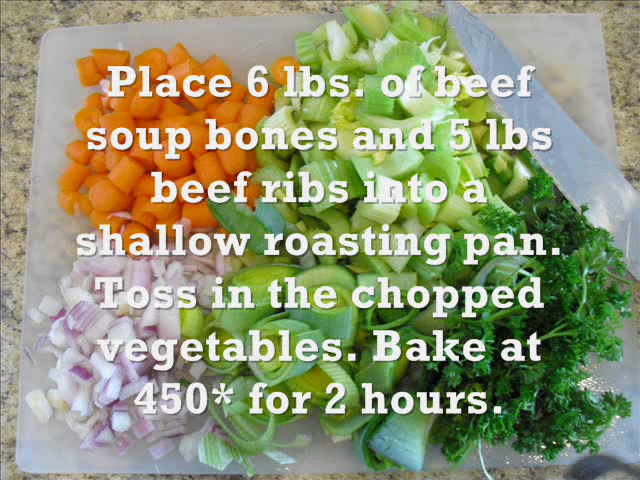 Place 6 lbs. of beef
soup bones and 5 lbs
beef ribs into a
shallow roasting pan.
Toss in the chopped
vegetables. Bake at
450* for 2 hours.